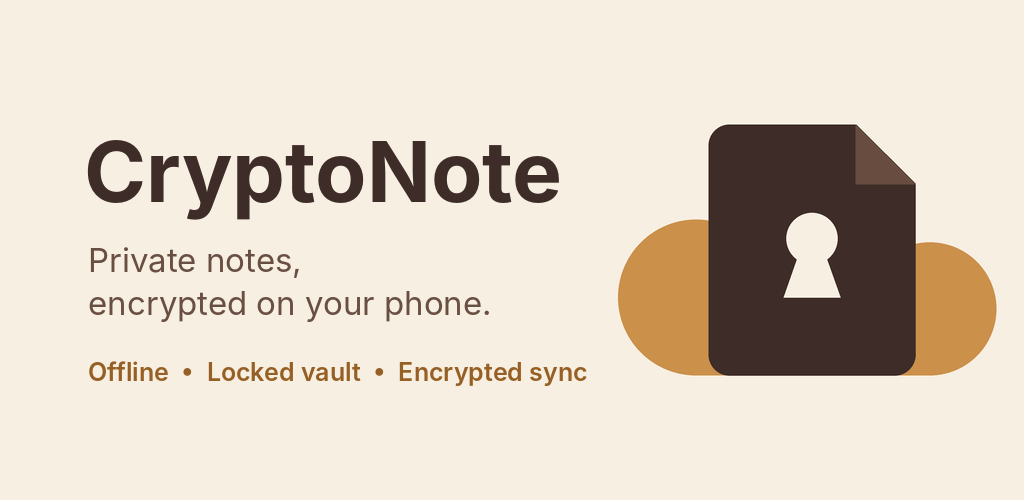 CryptoNote
Private notes,
encrypted on your phone.
Offline • Locked vault • Encrypted sync